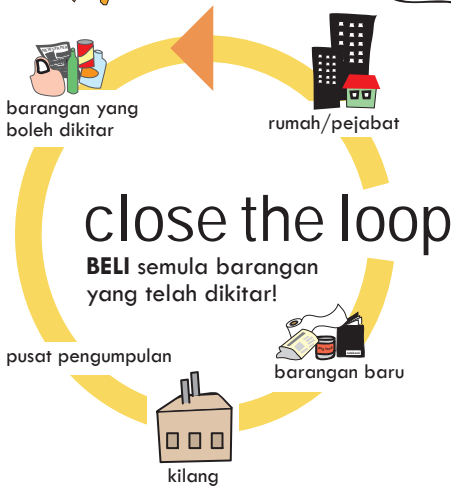 barangan yang
boleh dikitar
rumah/pejabat
close the loop
BELI semula barangan
yang telah dikitar!
pusat pengumpulan
barangan baru
kilang